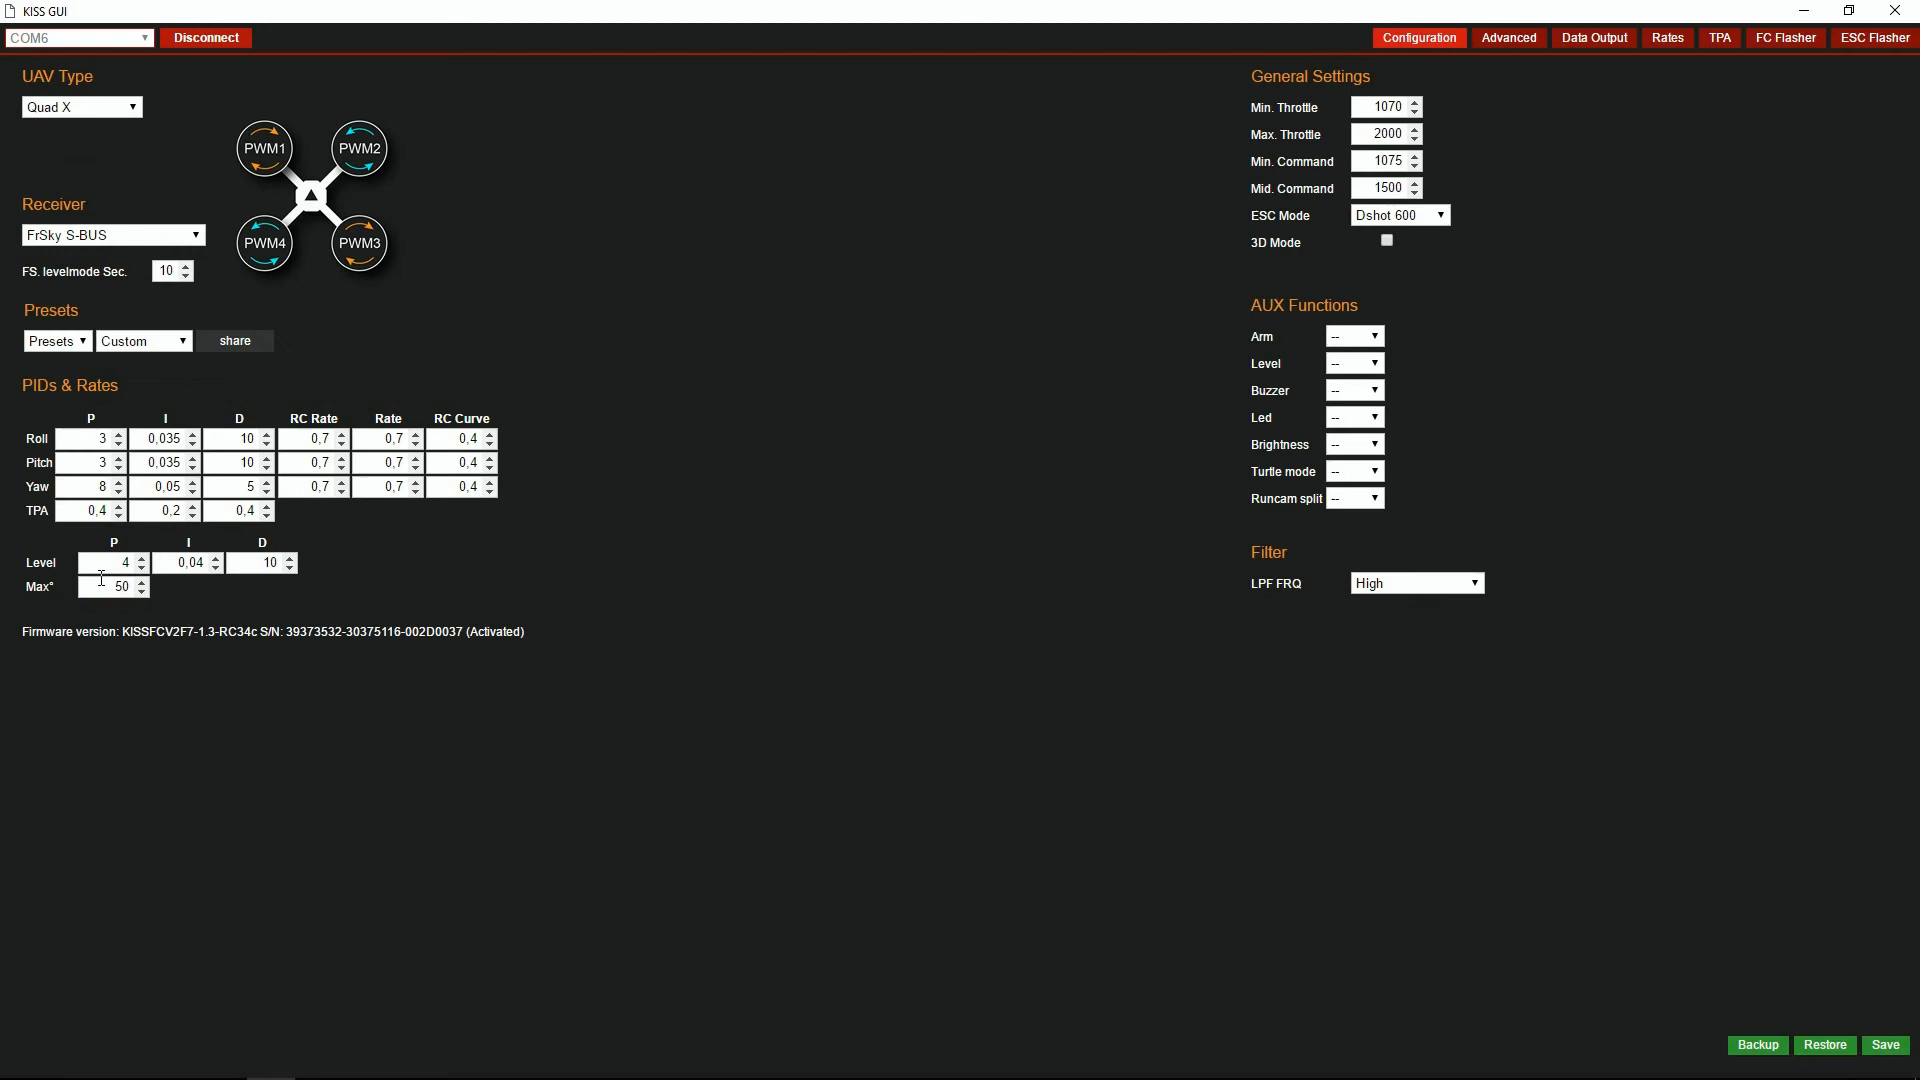 KISS GUI
COM6 Disconnect Configuration Advanced Data Output Rates TPA FC Flasher ESC Flasher
UAV Type
Quad X
PWM1 PWM2
PWM4 PWM3
Receiver
FrSky S-BUS
FS. levelmode Sec. 10
Presets
Presets Custom share
PIDs & Rates
P I D RC Rate Rate RC Curve
Roll 3 0,035 10 0,7 0,7 0,4
Pitch 3 0,035 10 0,7 0,7 0,4
Yaw 8 0,05 5 0,7 0,7 0,4
TPA 0,4 0,2 0,4
P I D
Level 4 0,04 10
Max° 50
Firmware version: KISSFCV2F7-1.3-RC34c S/N: 39373532-30375116-002D0037 (Activated)
General Settings
Min. Throttle 1070
Max. Throttle 2000
Min. Command 1075
Mid. Command 1500
ESC Mode Dshot 600
3D Mode
AUX Functions
Arm --
Level --
Buzzer --
Led --
Brightness --
Turtle mode --
Runcam split --
Filter
LPF FRQ High
Backup Restore Save